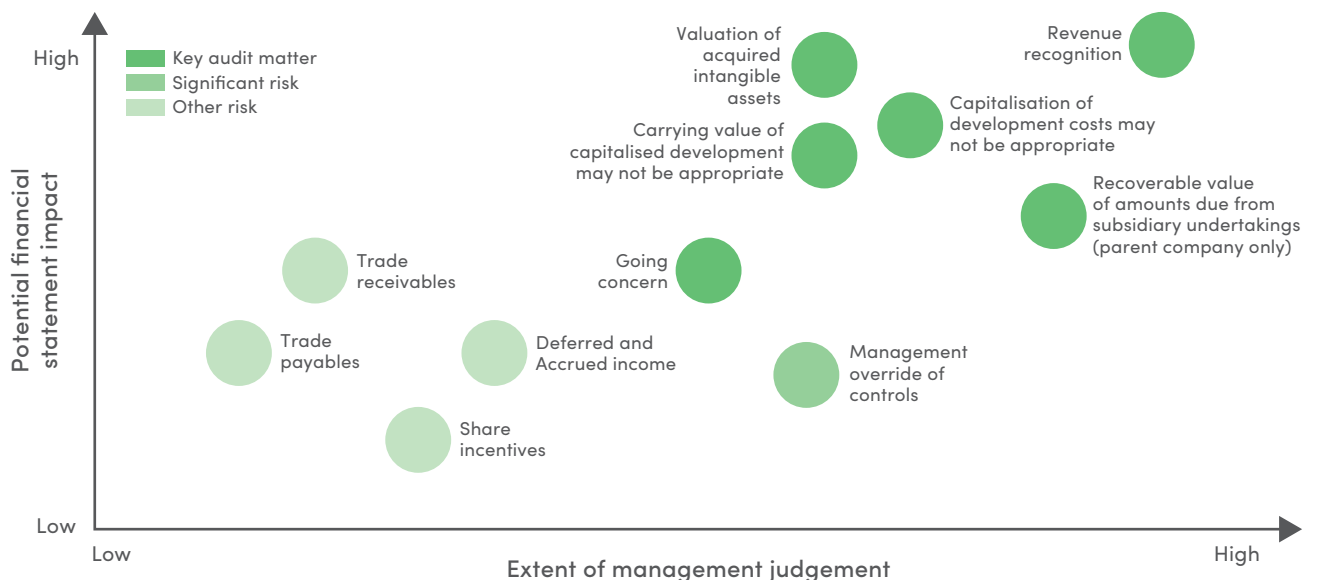 High
Key audit matter
Significant risk
Other risk
Valuation of
acquired
intangible
assets
Revenue
recognition
Capitalisation of
development costs may
not be appropriate
Carrying value of
capitalised development
may not be appropriate
Recoverable value
of amounts due from
subsidiary undertakings
(parent company only)
Potential financial
statement impact
Trade
receivables
Going
concern
Trade
payables
Deferred and
Accrued income
Management
override of
controls
Share
incentives
Low
Low
High
Extent of management judgement